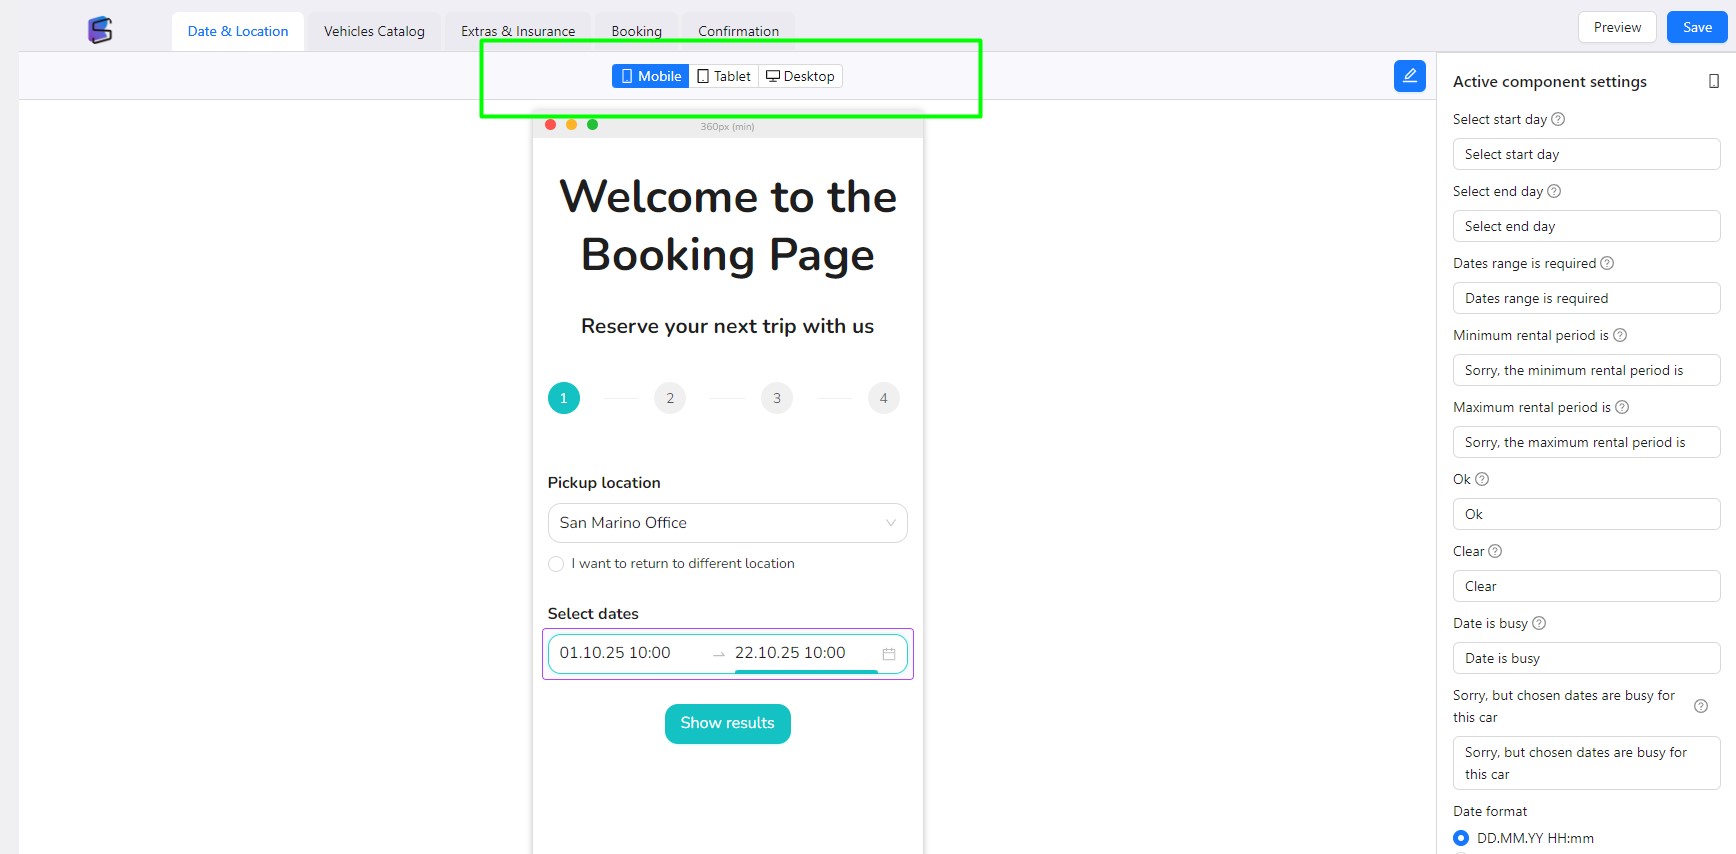 Date & Location
Vehicles Catalog
Extras & Insurance
Booking
Confirmation
Preview
Save
Mobile
Tablet
Desktop
360px (min)
Welcome to the
Booking Page
Reserve your next trip with us
1
2
3
4
Pickup location
San Marino Office
I want to return to different location
Select dates
01.10.25 10:00
22.10.25 10:00
Show results
Active component settings
Select start day
Select start day
Select end day
Select end day
Dates range is required
Dates range is required
Minimum rental period is
Sorry, the minimum rental period is
Maximum rental period is
Sorry, the maximum rental period is
Ok
Ok
Clear
Clear
Date is busy
Date is busy
Sorry, but chosen dates are busy for
this car
Sorry, but chosen dates are busy for
this car
Date format
DD.MM.YY HH:mm